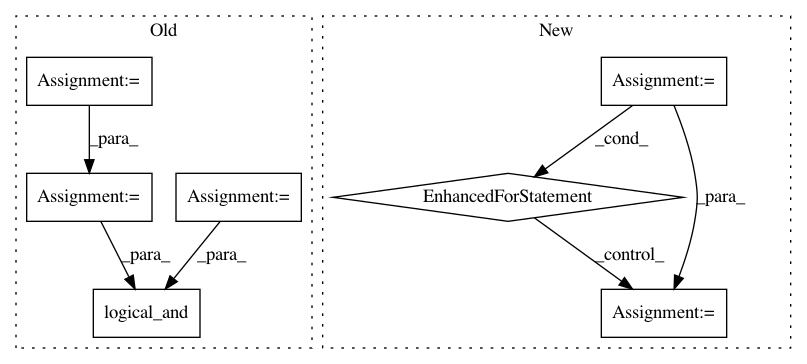 Old
New
Assignment:=
Assignment:=
_para_
_cond_
Assignment:=
Assignment:=
EnhancedForStatement
_para_
_para_
_para_
_control_
logical_and
Assignment:=